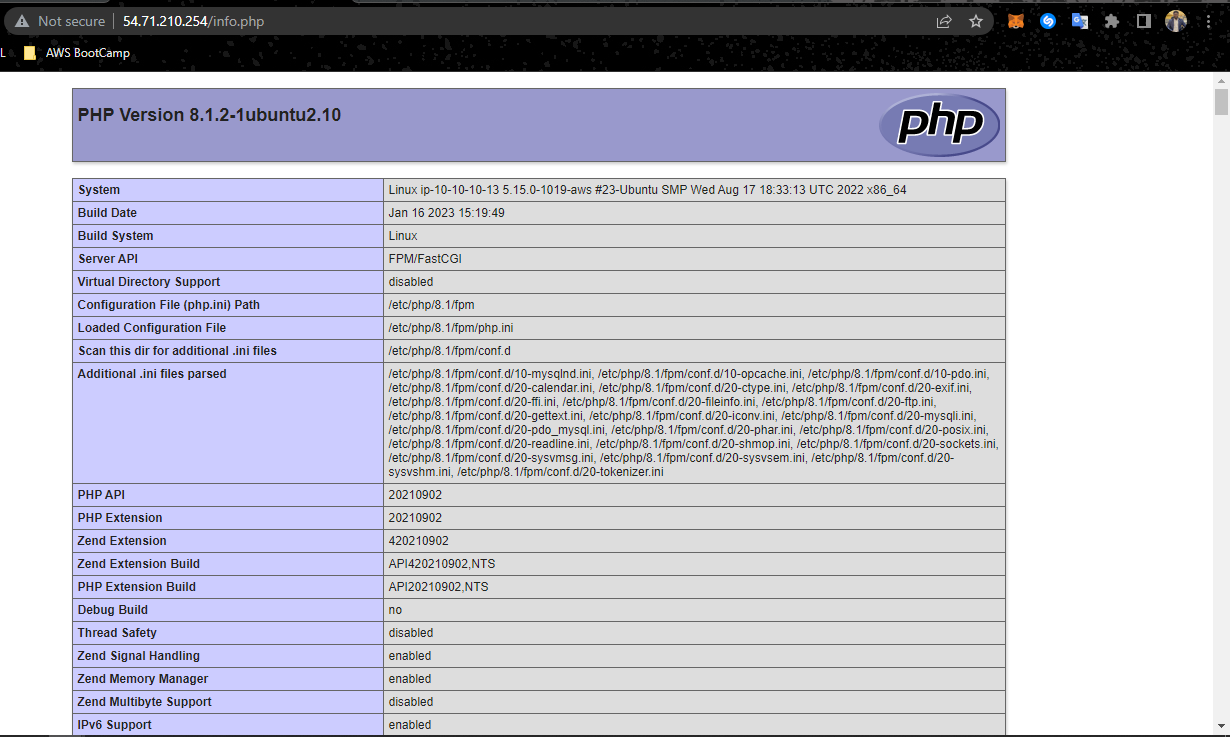 Not secure | 54.71.210.254/info.php
L AWS BootCamp
PHP Version 8.1.2-1ubuntu2.10 php
System Linux ip-10-10-10-13 5.15.0-1019-aws #23-Ubuntu SMP Wed Aug 17 18:33:13 UTC 2022 x86_64
Build Date Jan 16 2023 15:19:49
Build System Linux
Server API FPM/FastCGI
Virtual Directory Support disabled
Configuration File (php.ini) Path /etc/php/8.1/fpm
Loaded Configuration File /etc/php/8.1/fpm/php.ini
Scan this dir for additional .ini files /etc/php/8.1/fpm/conf.d
Additional .ini files parsed /etc/php/8.1/fpm/conf.d/10-mysqlnd.ini, /etc/php/8.1/fpm/conf.d/10-opcache.ini, /etc/php/8.1/fpm/conf.d/10-pdo.ini,
/etc/php/8.1/fpm/conf.d/20-calendar.ini, /etc/php/8.1/fpm/conf.d/20-ctype.ini, /etc/php/8.1/fpm/conf.d/20-exif.ini,
/etc/php/8.1/fpm/conf.d/20-ffi.ini, /etc/php/8.1/fpm/conf.d/20-fileinfo.ini, /etc/php/8.1/fpm/conf.d/20-ftp.ini,
/etc/php/8.1/fpm/conf.d/20-gettext.ini, /etc/php/8.1/fpm/conf.d/20-iconv.ini, /etc/php/8.1/fpm/conf.d/20-mysqli.ini,
/etc/php/8.1/fpm/conf.d/20-pdo_mysql.ini, /etc/php/8.1/fpm/conf.d/20-phar.ini, /etc/php/8.1/fpm/conf.d/20-posix.ini,
/etc/php/8.1/fpm/conf.d/20-readline.ini, /etc/php/8.1/fpm/conf.d/20-shmop.ini, /etc/php/8.1/fpm/conf.d/20-sockets.ini,
/etc/php/8.1/fpm/conf.d/20-sysvmsg.ini, /etc/php/8.1/fpm/conf.d/20-sysvsem.ini, /etc/php/8.1/fpm/conf.d/20-
sysvshm.ini, /etc/php/8.1/fpm/conf.d/20-tokenizer.ini
PHP API 20210902
PHP Extension 20210902
Zend Extension 420210902
Zend Extension Build API420210902,NTS
PHP Extension Build API20210902,NTS
Debug Build no
Thread Safety disabled
Zend Signal Handling enabled
Zend Memory Manager enabled
Zend Multibyte Support disabled
IPv6 Support enabled